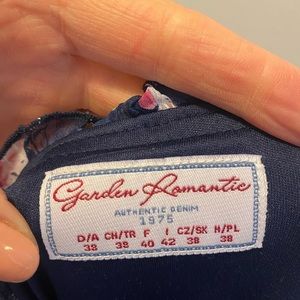 Garden Romantic
AUTHENTIC DENIM
1975
D/A CH/TR F I CZ/SK H/PL
38 38 40 42 38 38